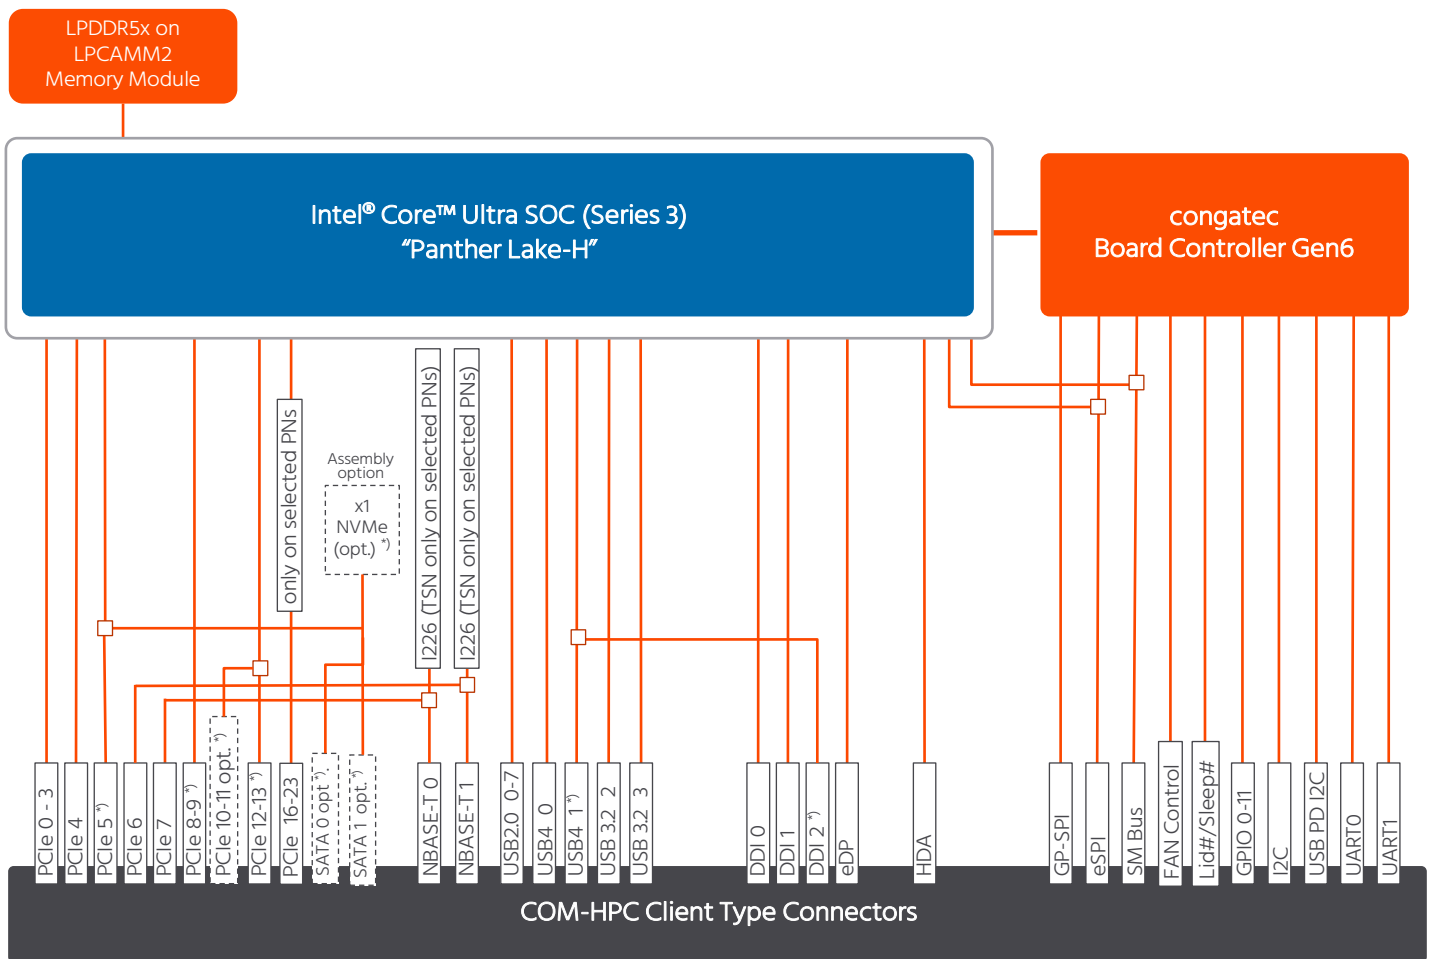 LPDDR5x on
LPCAMM2
Memory Module
Intel® Core™ Ultra SOC (Series 3)
“Panther Lake-H”
congatec
Board Controller Gen6
only on selected PNs
Assembly
option
x1
NVMe
(opt.) *)
I226 (TSN only on selected PNs)
I226 (TSN only on selected PNs)
PCIe 0 - 3
PCIe 4
PCIe 5 *)
PCIe 6
PCIe 7
PCIe 8-9 *)
PCIe 10-11 opt. *)
PCIe 12-13 *)
PCIe 16-23
SATA 0 opt *).
SATA 1 opt. *)
NBASE-T 0
NBASE-T 1
USB2.0 0-7
USB4 0
USB4 1 *)
USB 3.2 2
USB 3.2 3
DDI 0
DDI 1
DDI 2 *)
eDP
HDA
GP-SPI
eSPI
SM Bus
FAN Control
Lid#/Sleep#
GPIO 0-11
I2C
USB PD I2C
UART0
UART1
COM-HPC Client Type Connectors